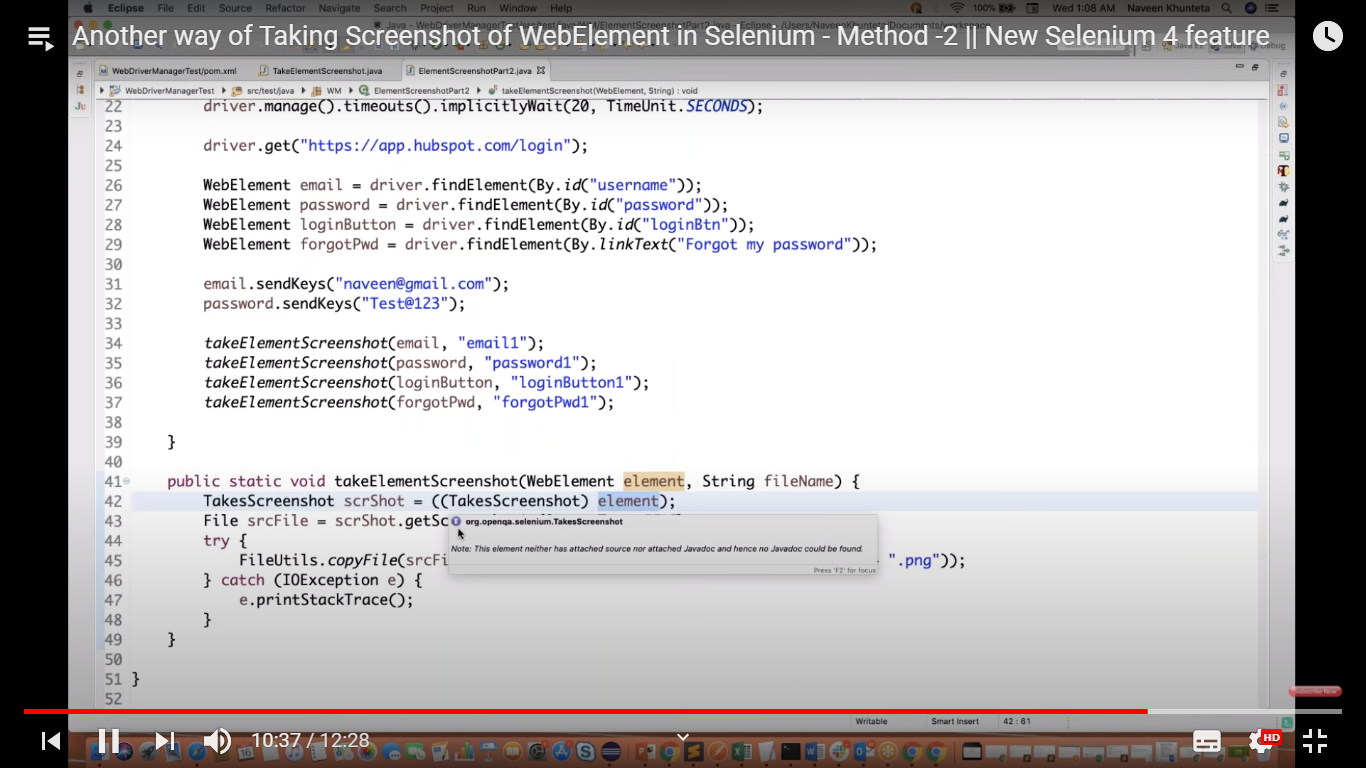 Eclipse File Edit Source Refactor Navigate Search Project Run Window Help 100% Wed 1:08 AM Naveen Khunteta
Another way of Taking Screenshot of WebElement in Selenium - Method -2 || New Selenium 4 feature
WebDriverManagerTest/pom.xml TakeElementScreenshot.java ElementScreenshotPart2.java
WebDriverManagerTest src/test/java WM ElementScreenshotPart2 takeElementScreenshot(WebElement, String) : void
22 driver.manage().timeouts().implicitlyWait(20, TimeUnit.SECONDS);
23
24 driver.get("https://app.hubspot.com/login");
25
26 WebElement email = driver.findElement(By.id("username"));
27 WebElement password = driver.findElement(By.id("password"));
28 WebElement loginButton = driver.findElement(By.id("loginBtn"));
29 WebElement forgotPwd = driver.findElement(By.linkText("Forgot my password"));
30
31 email.sendKeys("naveen@gmail.com");
32 password.sendKeys("Test@123");
33
34 takeElementScreenshot(email, "email1");
35 takeElementScreenshot(password, "password1");
36 takeElementScreenshot(loginButton, "loginButton1");
37 takeElementScreenshot(forgotPwd, "forgotPwd1");
38
39 }
40
41 public static void takeElementScreenshot(WebElement element, String fileName) {
42 TakesScreenshot scrShot = ((TakesScreenshot) element);
43 File srcFile = scrShot.getSc
org.openqa.selenium.TakesScreenshot
44 try {
Note: This element neither has attached source nor attached Javadoc and hence no Javadoc could be found.
45 FileUtils.copyFile(srcFi ".png"));
Press 'F2' for focus
46 } catch (IOException e) {
47 e.printStackTrace();
48 }
49 }
50
51 }
52
Subscribe Now
Writable Smart Insert 42 : 61
10:37 / 12:28
HD